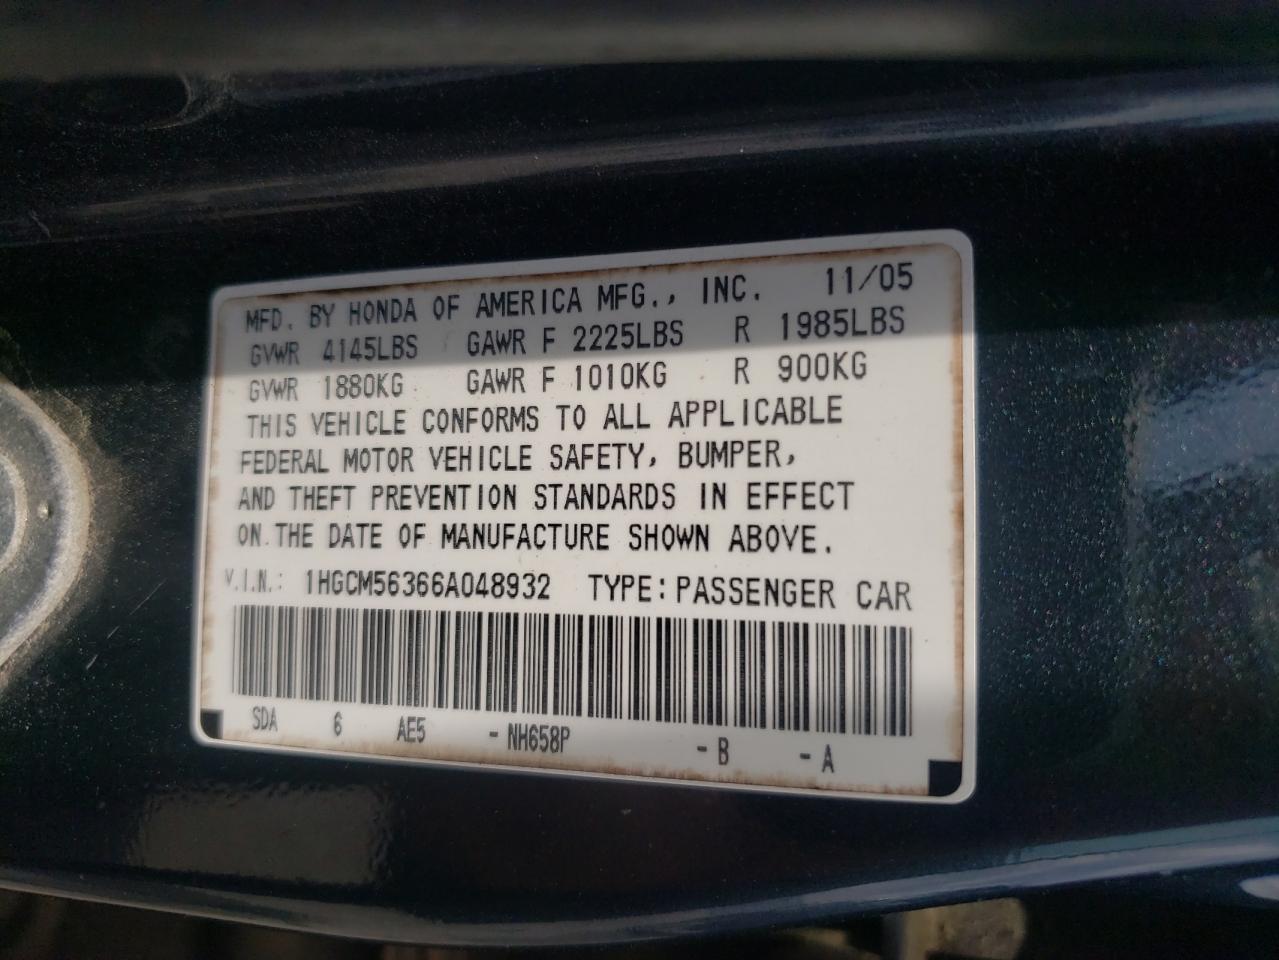 MFD. BY HONDA OF AMERICA MFG., INC. 11/05
GVWR 4145LBS GAWR F 2225LBS R 1985LBS
GVWR 1880KG GAWR F 1010KG R 900KG
THIS VEHICLE CONFORMS TO ALL APPLICABLE
FEDERAL MOTOR VEHICLE SAFETY, BUMPER,
AND THEFT PREVENTION STANDARDS IN EFFECT
ON THE DATE OF MANUFACTURE SHOWN ABOVE.
V.I.N.: 1HGCM56366A048932 TYPE: PASSENGER CAR
SDA 6 AE5 - NH658P - B - A